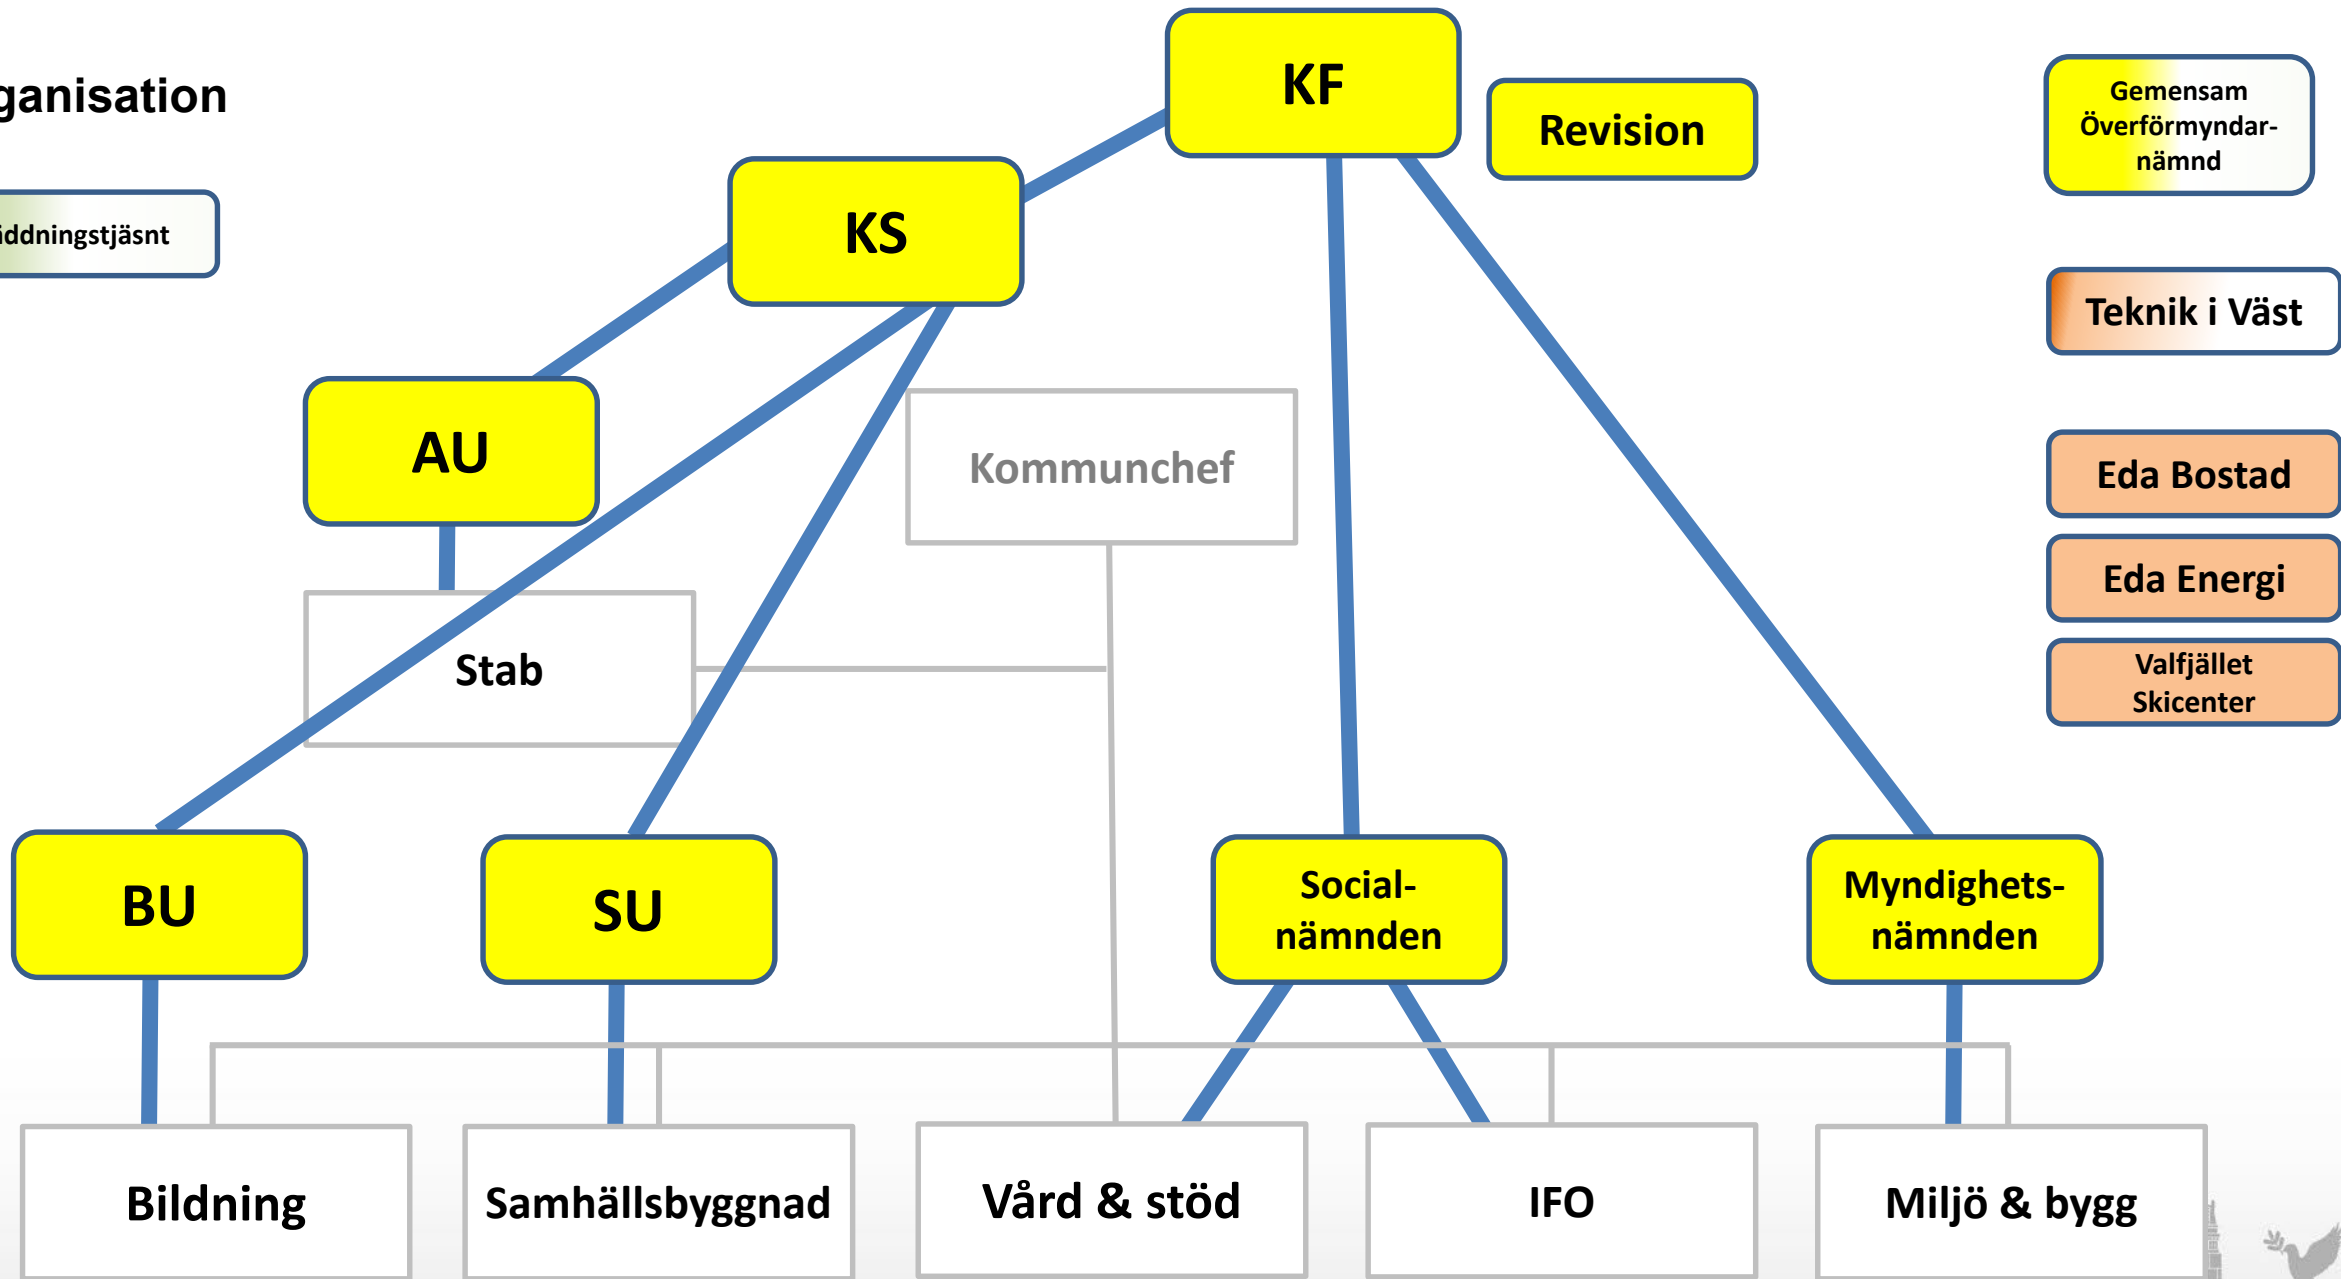 ganisation
KF
Revision
Gemensam
Överförmyndar-
nämnd
KS
ddningstjäsnt
Teknik i Väst
AU
Kommunchef
Eda Bostad
Eda Energi
Stab
Valfjället
Skicenter
BU
SU
Social-
nämnden
Myndighets-
nämnden
Bildning
Samhällsbyggnad
Vård & stöd
IFO
Miljö & bygg